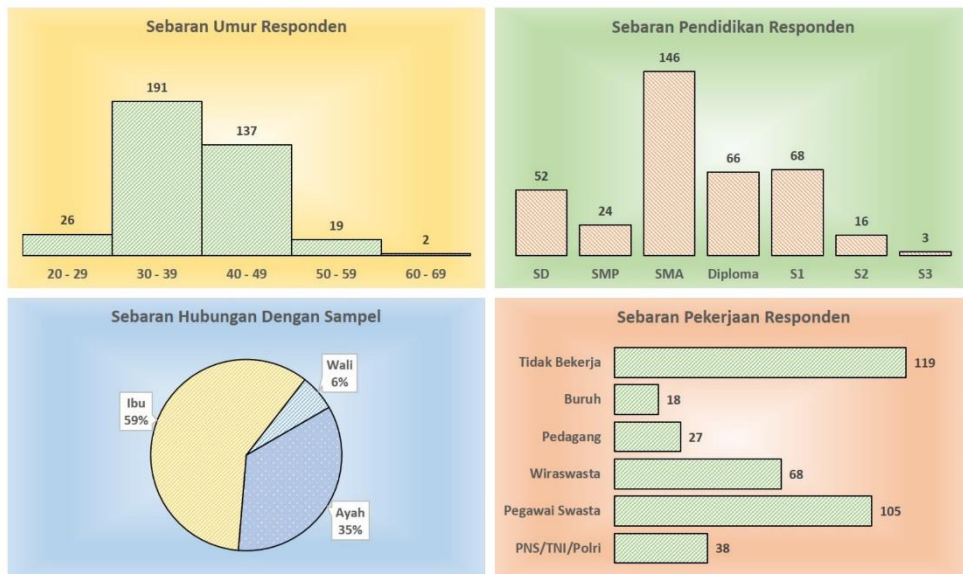 Sebaran Umur Responden
191
137
26
19
2
20 - 29
30 - 39
40 - 49
50 - 59
60 - 69
Sebaran Pendidikan Responden
146
52
24
66
68
16
3
SD
SMP
SMA
Diploma
S1
S2
S3
Sebaran Hubungan Dengan Sampel
Wali
6%
Ibu
59%
Ayah
35%
Sebaran Pekerjaan Responden
Tidak Bekerja
119
Buruh
18
Pedagang
27
Wiraswasta
68
Pegawai Swasta
105
PNS/TNI/Polri
38